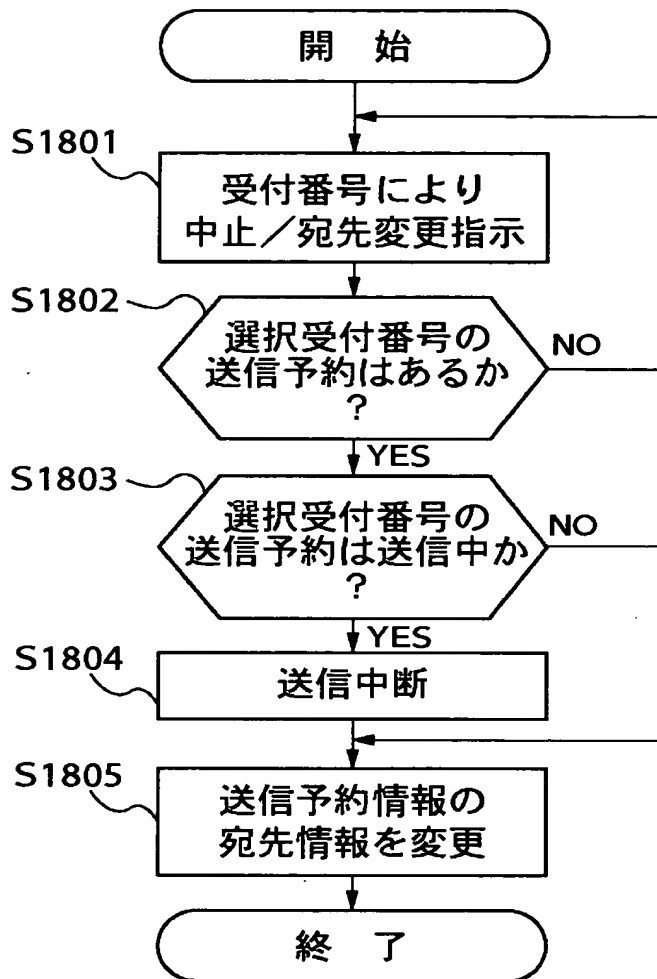 開 始
S1801
受付番号により
中止／宛先変更指示
S1802
選択受付番号の
送信予約はあるか
?
NO
YES
S1803
選択受付番号の
送信予約は送信中か
?
NO
YES
S1804
送信中断
S1805
送信予約情報の
宛先情報を変更
終 了